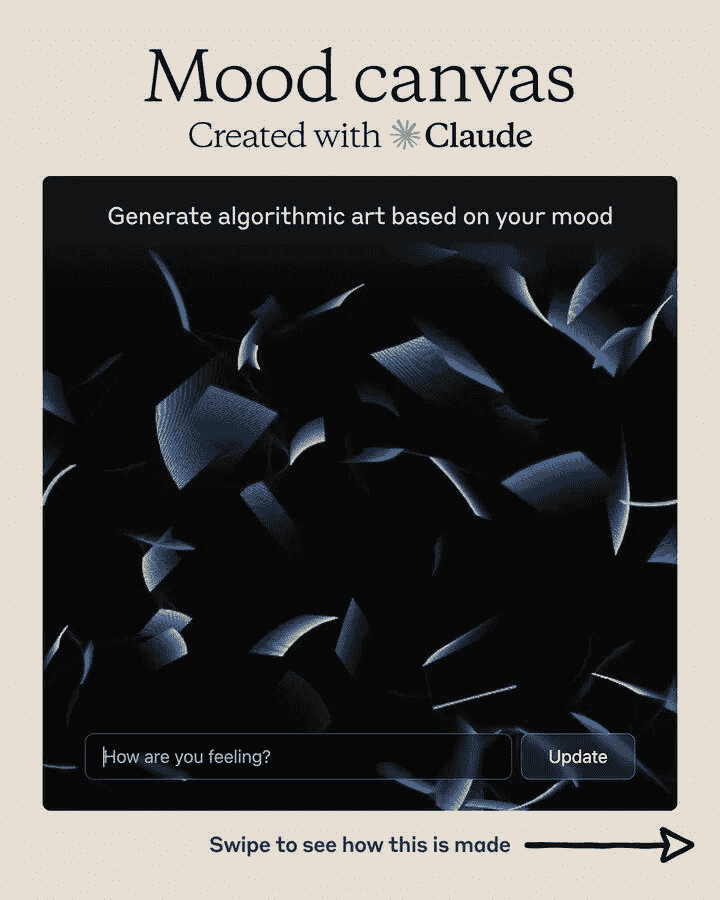 Mood canvas
Created with Claude
Generate algorithmic art based on your mood
How are you feeling?
Update
Swipe to see how this is made